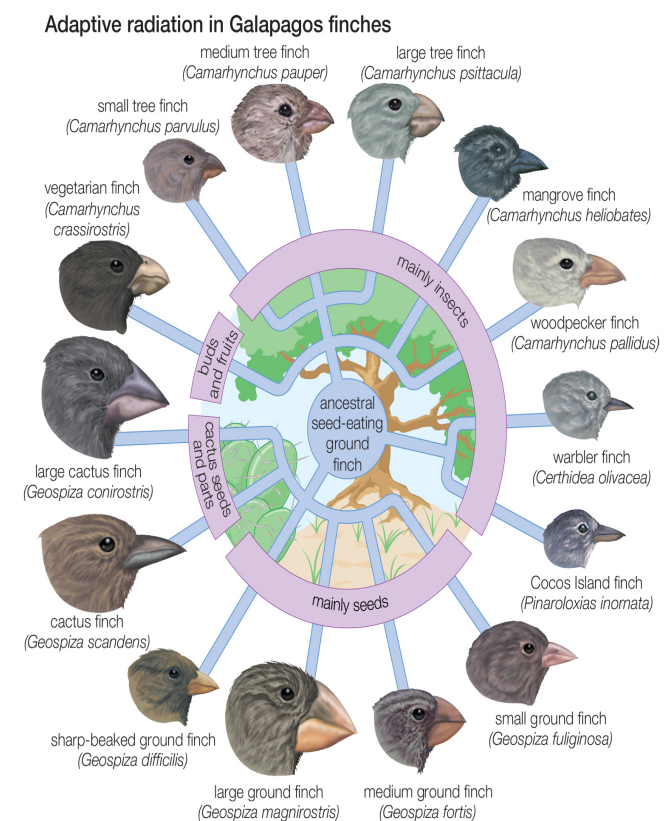 Adaptive radiation in Galapagos finches
medium tree finch
(Camarhynchus pauper)
large tree finch
(Camarhynchus psittacula)
small tree finch
(Camarhynchus parvulus)
mangrove finch
(Camarhynchus heliobates)
vegetarian finch
(Camarhynchus
crassirostris)
woodpecker finch
(Camarhynchus pallidus)
mainly insects
buds
and fruits
ancestral
seed-eating
ground
finch
warbler finch
(Certhidea olivacea)
large cactus finch
(Geospiza conirostris)
cactus seeds
and parts
Cocos Island finch
(Pinaroloxias inornata)
cactus finch
(Geospiza scandens)
mainly seeds
small ground finch
(Geospiza fuliginosa)
sharp-beaked ground finch
(Geospiza difficilis)
large ground finch
(Geospiza magnirostris)
medium ground finch
(Geospiza fortis)